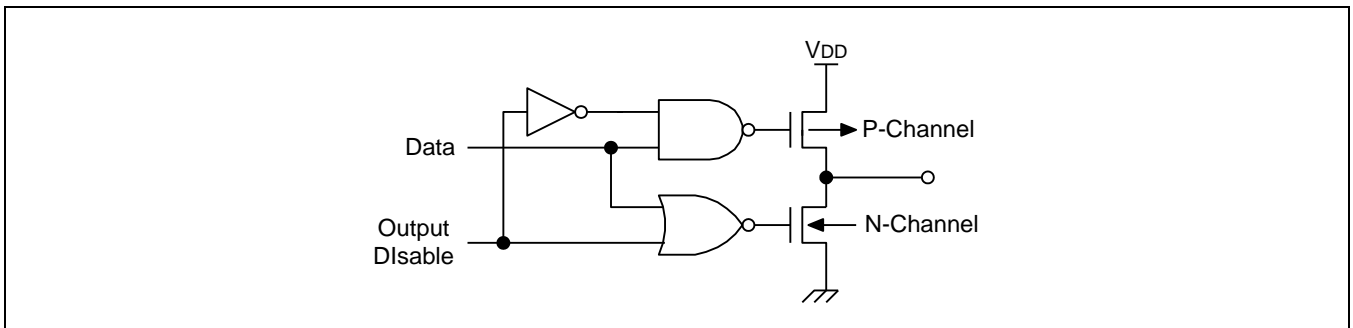 VDD
P-Channel
Data
N-Channel
Output
DIsable